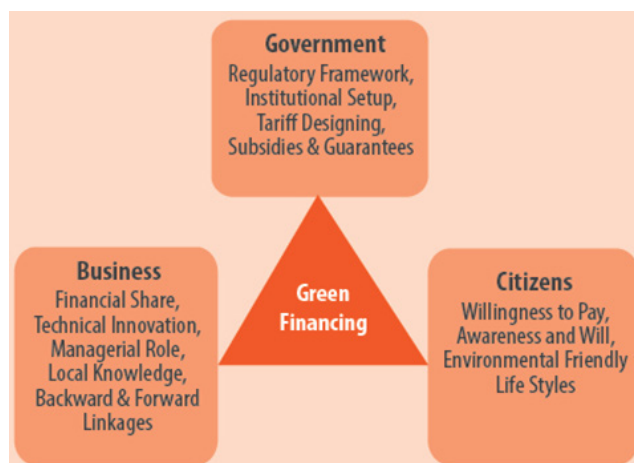 Government
Regulatory Framework,
Institutional Setup,
Tariff Designing,
Subsidies & Guarantees
Business
Financial Share,
Technical Innovation,
Managerial Role,
Local Knowledge,
Backward & Forward
Linkages
Green
Financing
Citizens
Willingness to Pay,
Awareness and Will,
Environmental Friendly
Life Styles